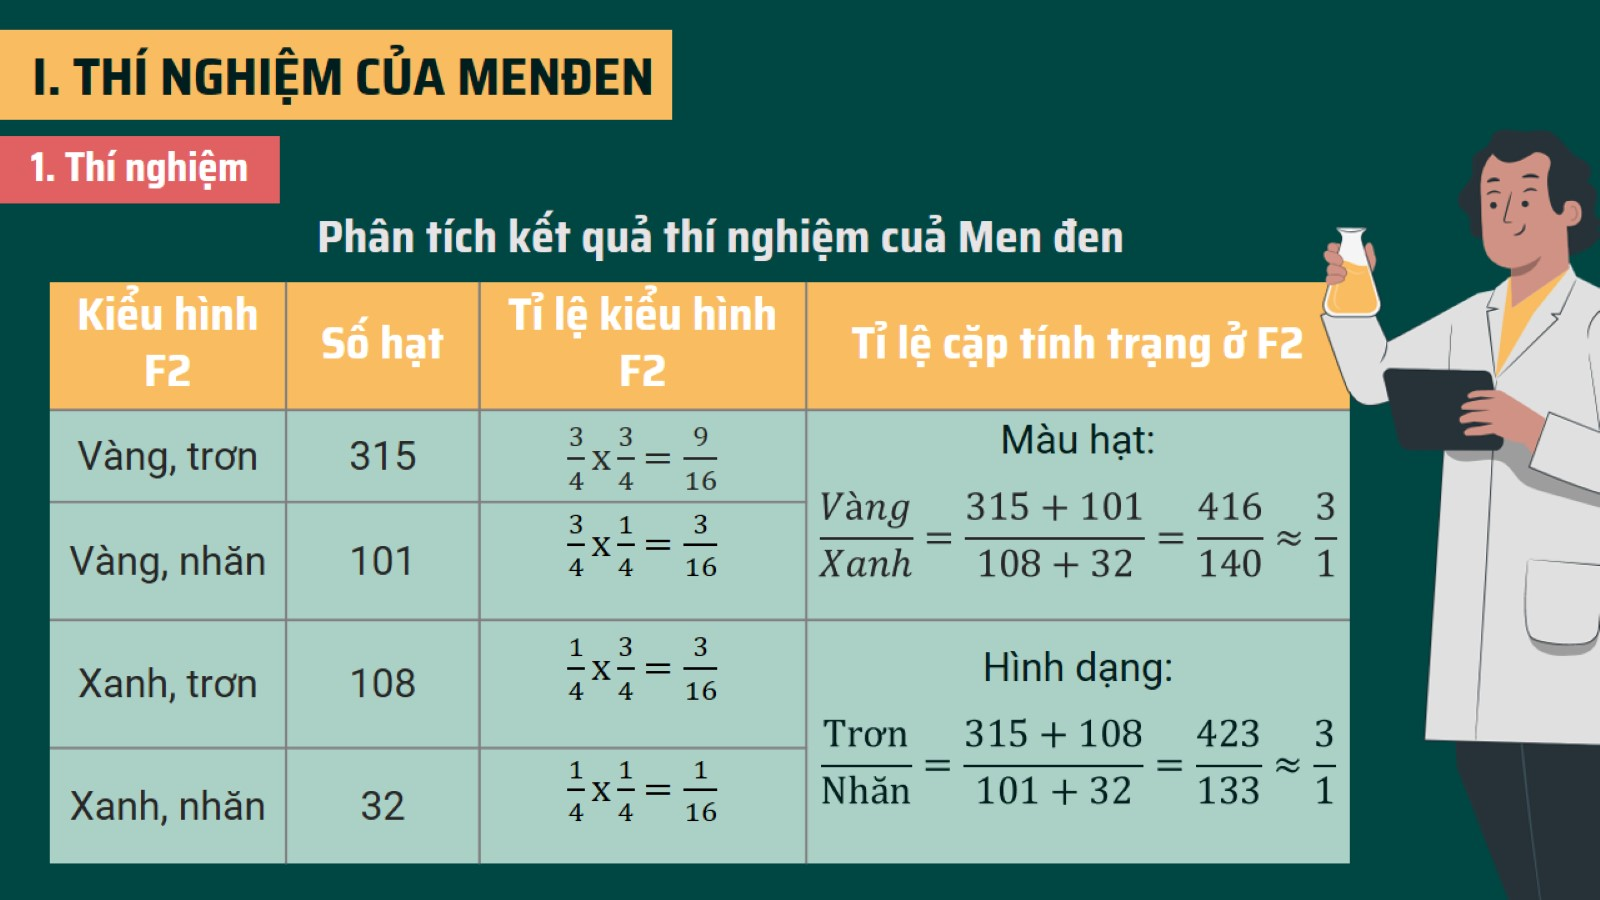 I. THÍ NGHIỆM CỦA MENĐEN
1. Thí nghiệm
Phân tích kết quả thí nghiệm cuả Men đen
Kiểu hình F2
Số hạt
Tỉ lệ kiểu hình F2
Tỉ lệ cặp tính trạng ở F2
Vàng, trơn
315
3/4 x 3/4 = 9/16
Màu hạt:
Vàng/Xanh = 315 + 101/108 + 32 = 416/140 ≈ 3/1
Vàng, nhăn
101
3/4 x 1/4 = 3/16
Xanh, trơn
108
1/4 x 3/4 = 3/16
Hình dạng:
Trơn/Nhăn = 315 + 108/101 + 32 = 423/133 ≈ 3/1
Xanh, nhăn
32
1/4 x 1/4 = 1/16